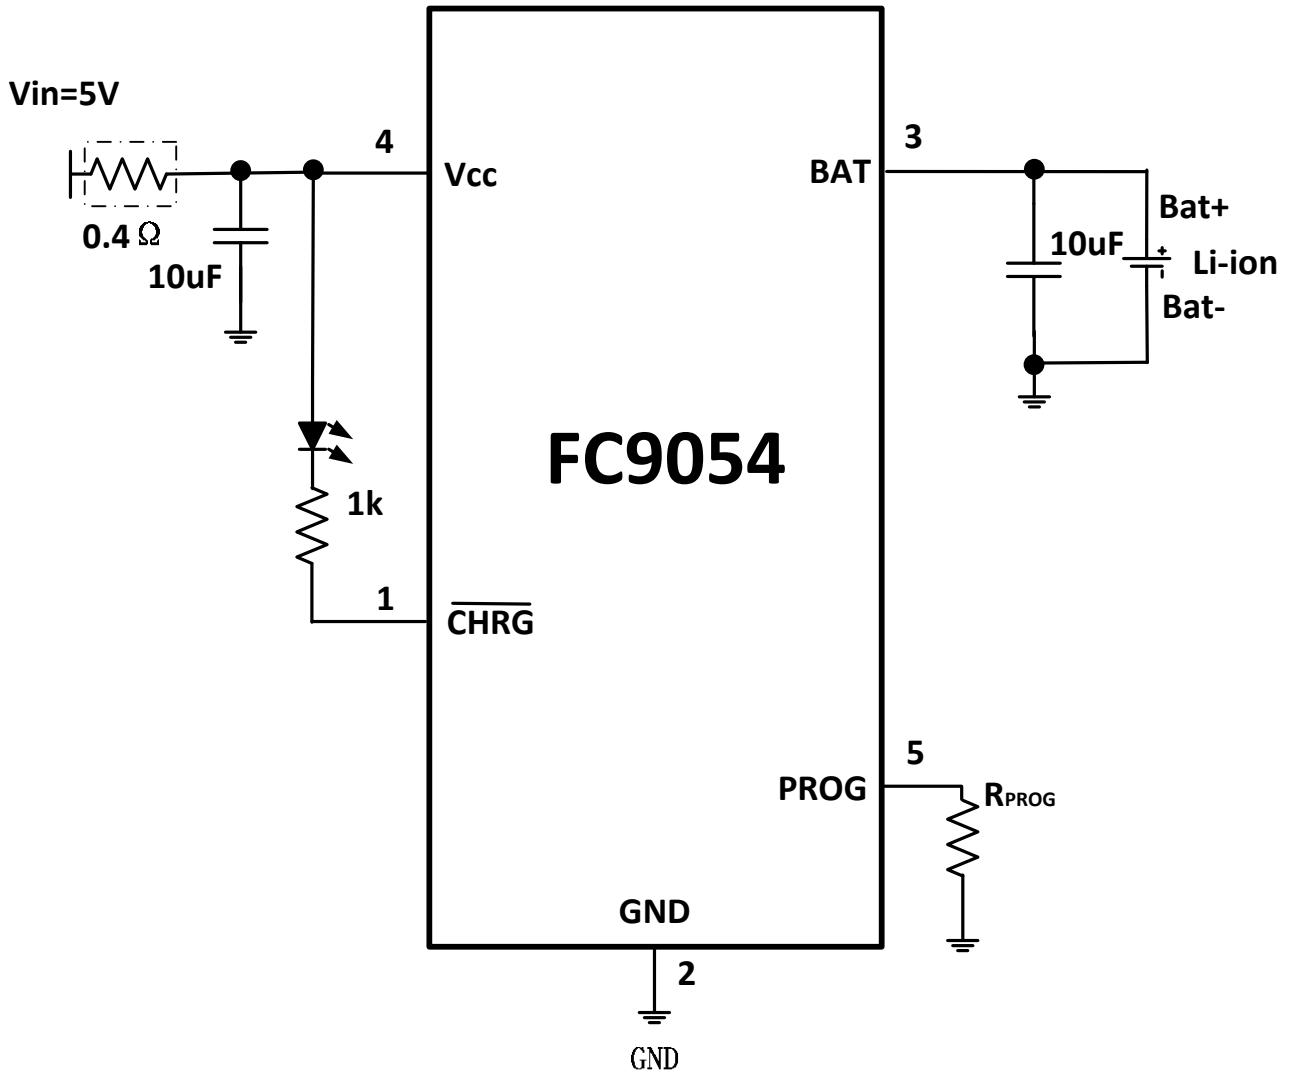 Vin=5V
4
3
Vcc
BAT
Bat+
0.4 Ω
10uF
10uF
Li-ion
Bat-
FC9054
1k
1
CHRG
5
PROG
RPROG
GND
2
GND